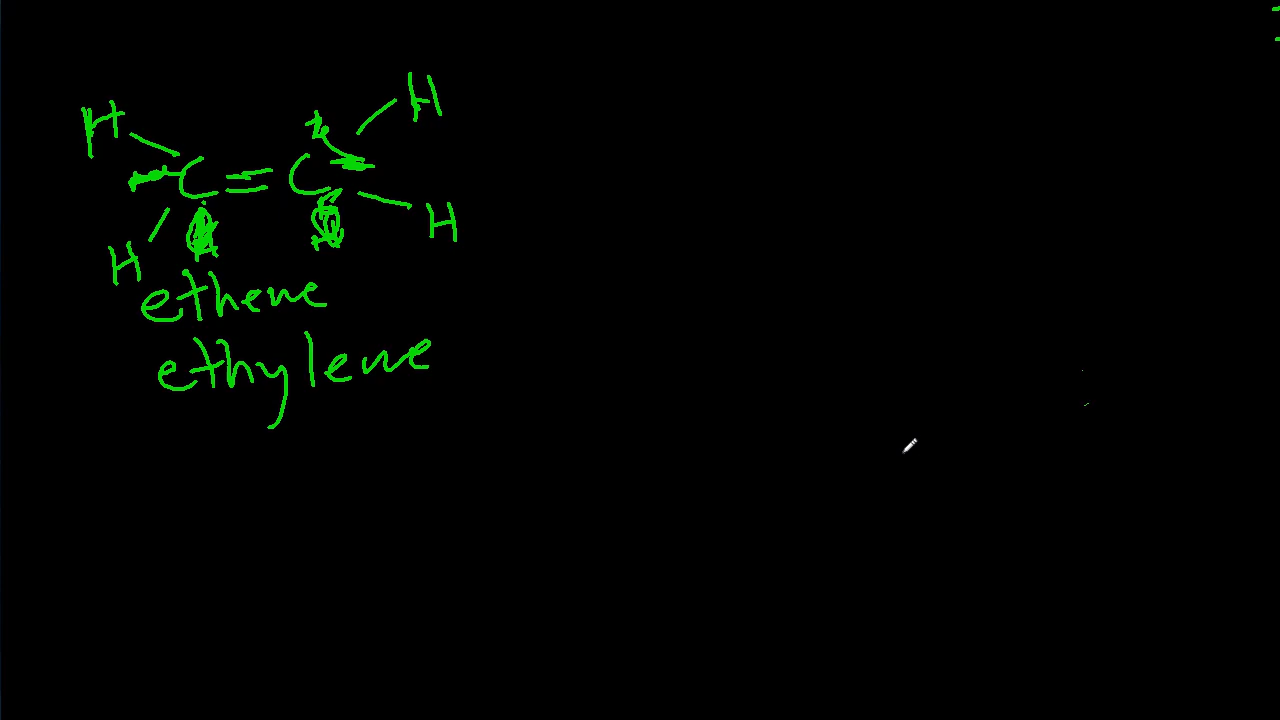 H H
C = C
H H
ethene
ethylene